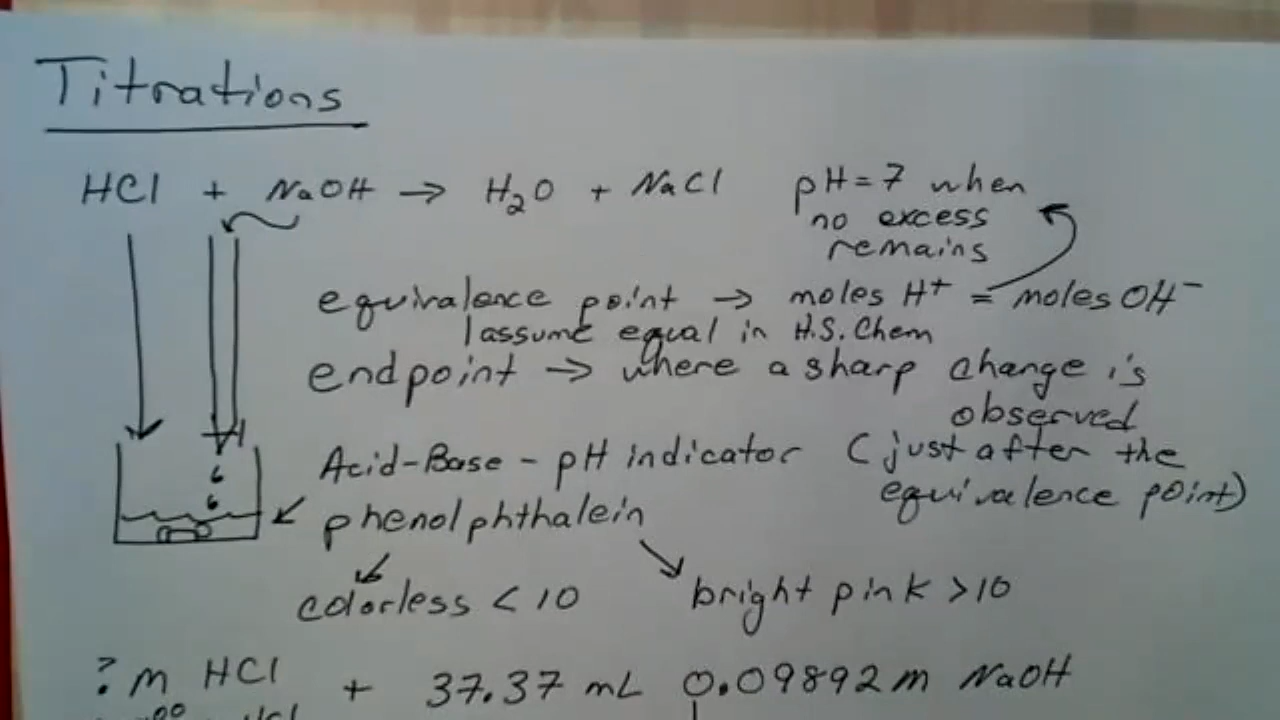 Titrations
HCl + NaOH → H₂O + NaCl
pH = 7 when
no excess
remains
equivalence point → moles H⁺ = moles OH⁻
assume equal in H.S. Chem
endpoint → where a sharp change is
observed
(just after the
equivalence point)
Acid-Base - pH indicator
phenolphthalein
colorless < 10
bright pink > 10
? M HCl + 37.37 mL 0.09892 M NaOH
HCl